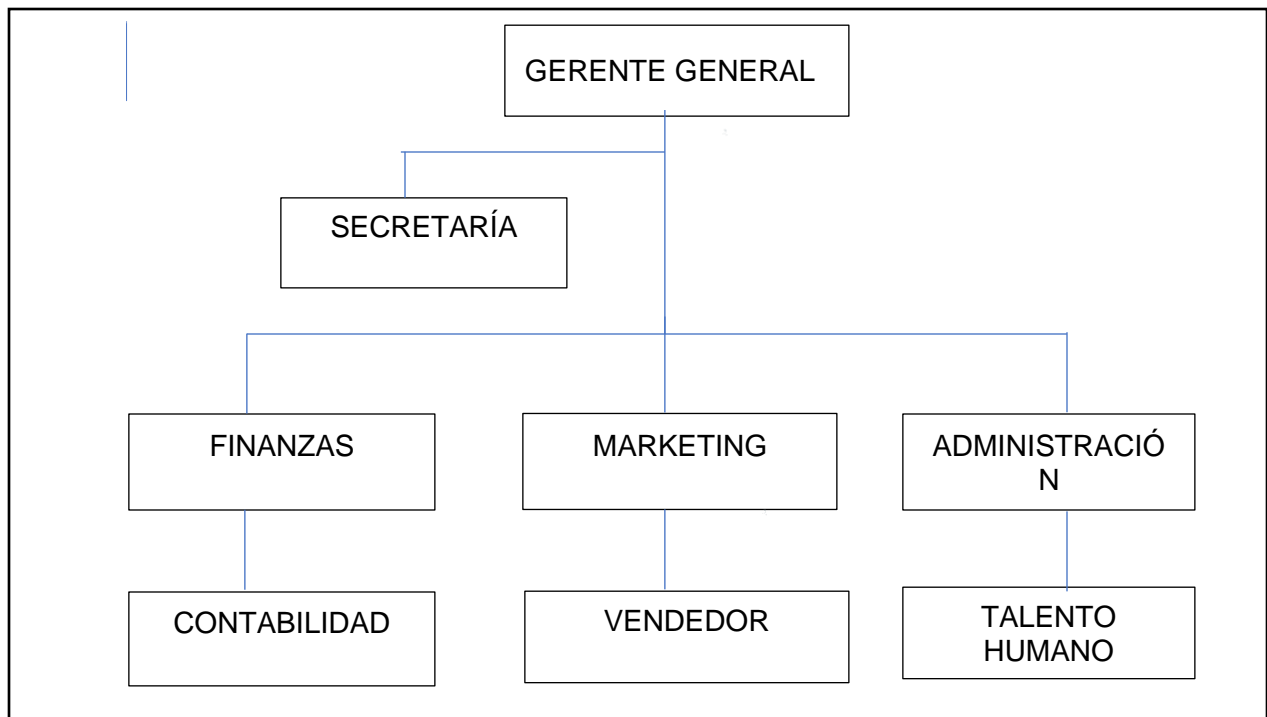 GERENTE GENERAL
SECRETARÍA
FINANZAS
MARKETING
ADMINISTRACIÓ
N
CONTABILIDAD
VENDEDOR
TALENTO
HUMANO